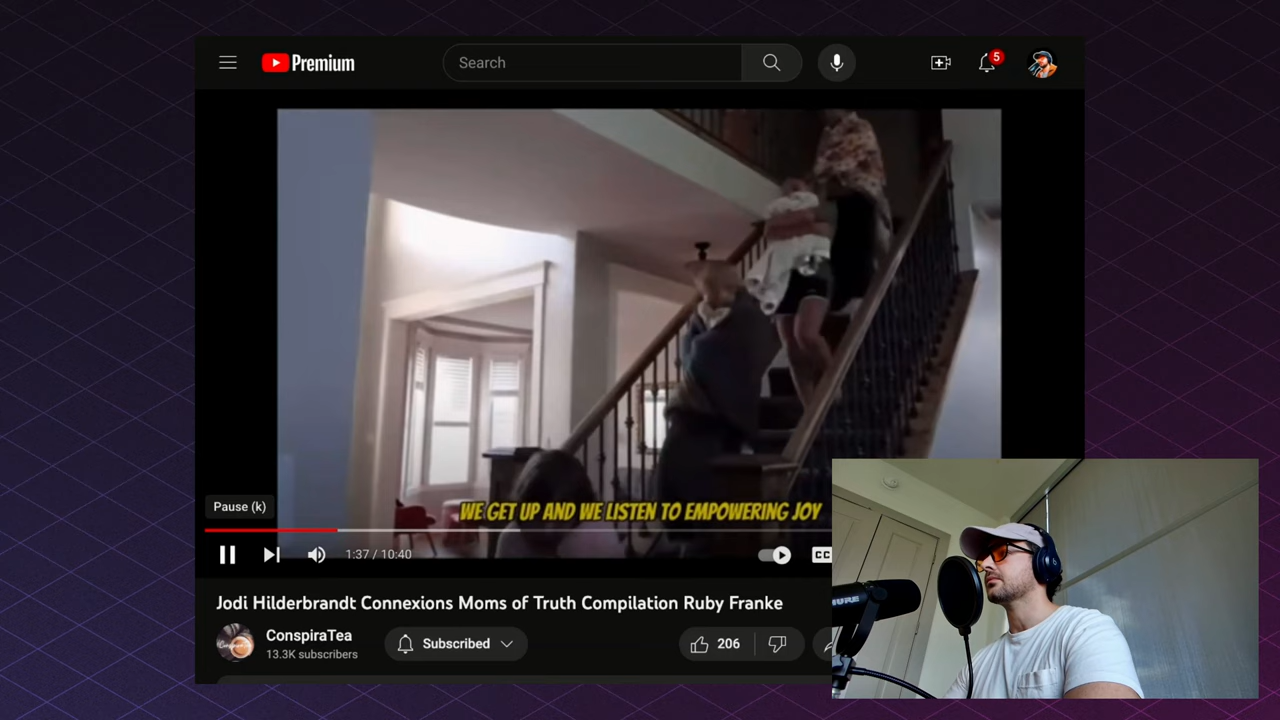 Premium
Search
5
WE GET UP AND WE LISTEN TO EMPOWERING JOY
Pause (k)
1:37 / 10:40
CC
Jodi Hilderbrandt Connexions Moms of Truth Compilation Ruby Franke
ConspiraTea
13.3K subscribers
Subscribed
206
SHURE